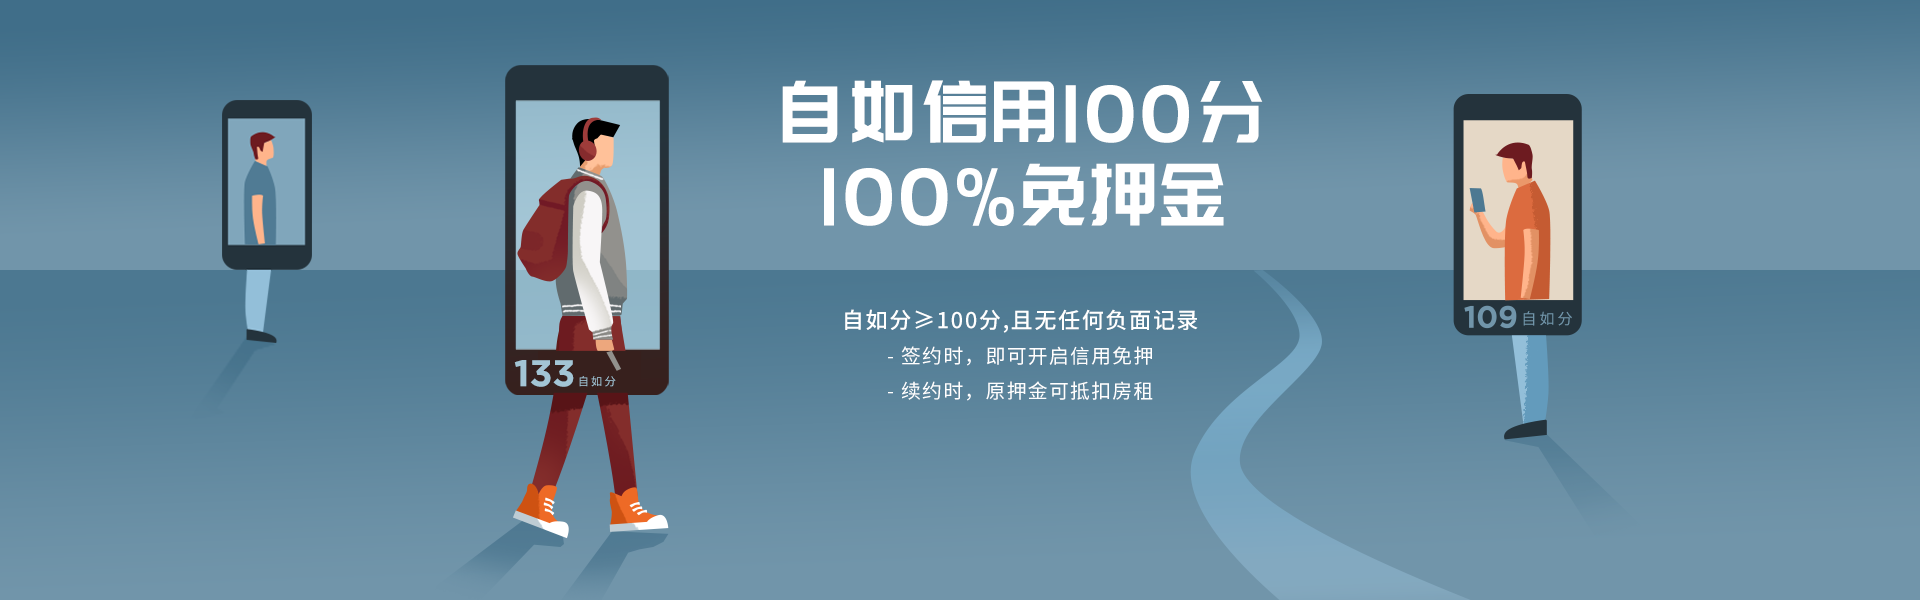 自如信用100分
100%免押金
自如分≥100分,且无任何负面记录
- 签约时，即可开启信用免押
- 续约时，原押金可抵扣房租
133 自如分
109 自如分